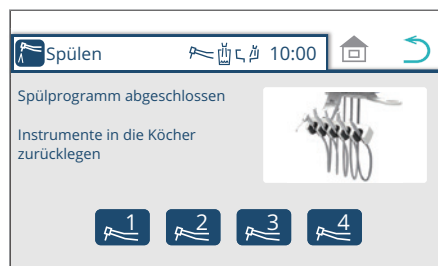 Spülen 10:00
Spülprogramm abgeschlossen
Instrumente in die Köcher
zurücklegen
1 2 3 4